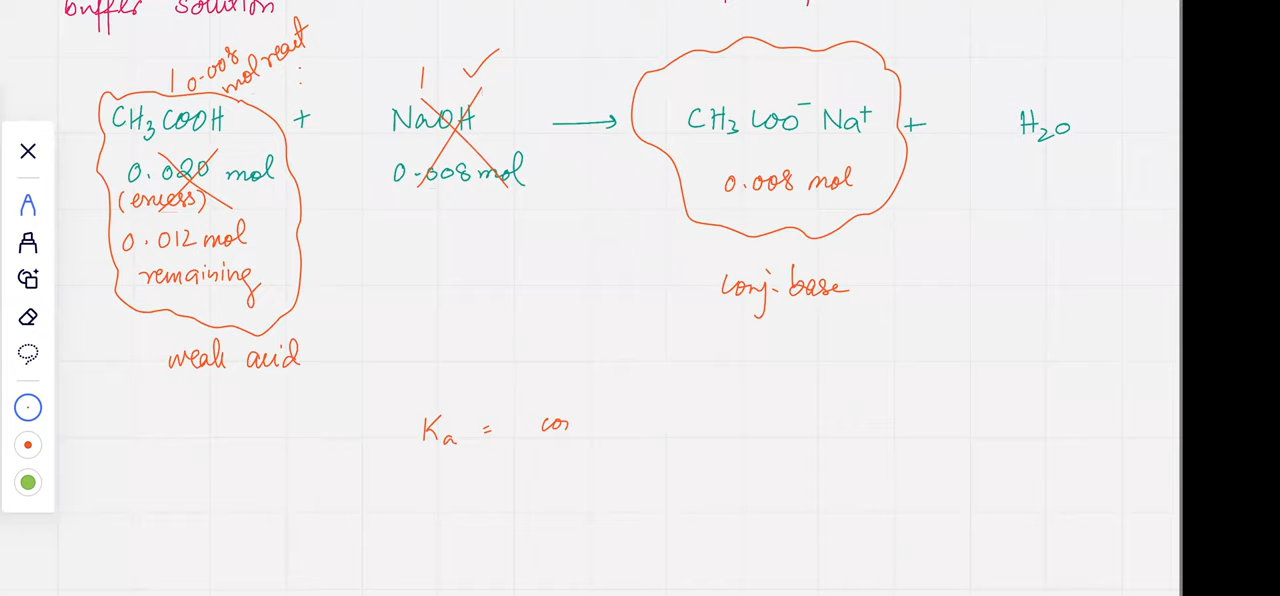 buffer solution
1 0.008
mol react
CH3COOH + NaOH → CH3COO⁻ Na⁺ + H2O
1 ✓
0.020 mol
0.008 mol
0.008 mol
(excess)
0.012 mol
remaining
conj. base
weak acid
Ka = co